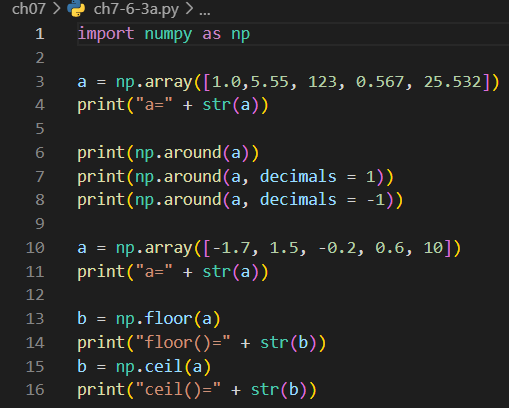 ch07 > ch7-6-3a.py > ...
1 import numpy as np
2
3 a = np.array([1.0,5.55, 123, 0.567, 25.532])
4 print("a=" + str(a))
5
6 print(np.around(a))
7 print(np.around(a, decimals = 1))
8 print(np.around(a, decimals = -1))
9
10 a = np.array([-1.7, 1.5, -0.2, 0.6, 10])
11 print("a=" + str(a))
12
13 b = np.floor(a)
14 print("floor()=" + str(b))
15 b = np.ceil(a)
16 print("ceil()=" + str(b))